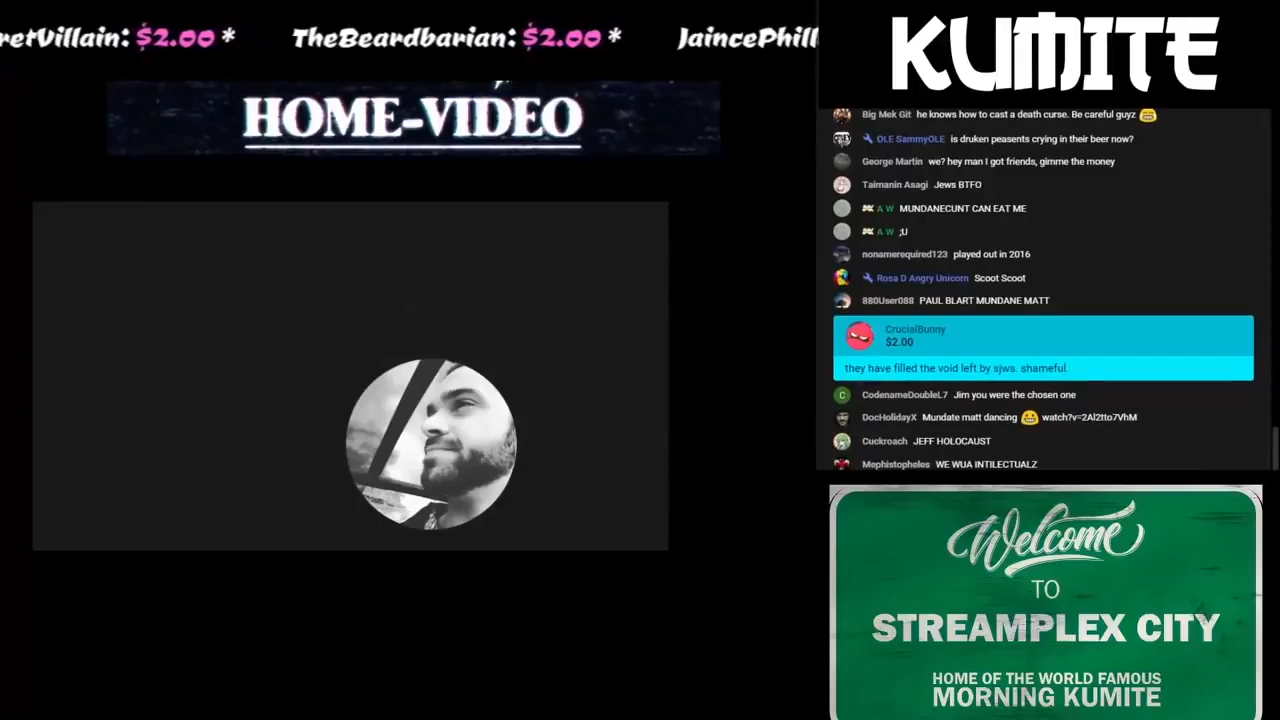 retVillain: $2.00 * TheBeardbarian: $2.00 * JaincePhill
HOME-VIDEO
KUMITE
Big Mek Git he knows how to cast a death curse. Be careful guyz
OLE SammyOLE is druken peasents crying in their beer now?
George Martin we? hey man I got friends, gimme the money
Taimanin Asagi Jews BTFO
A W MUNDANECUNT CAN EAT ME
A W ;U
nonamerequired123 played out in 2016
Rosa D Angry Unicorn Scoot Scoot
880User088 PAUL BLART MUNDANE MATT
CrucialBunny
$2.00
they have filled the void left by sjws. shameful.
C CodenameDoubleL7 Jim you were the chosen one
DocHolidayX Mundate matt dancing watch?v=2Al2tto7VhM
Cuckroach JEFF HOLOCAUST
Mephistopheles WE WUA INTILECTUALZ
Welcome
TO
STREAMPLEX CITY
HOME OF THE WORLD FAMOUS
MORNING KUMITE